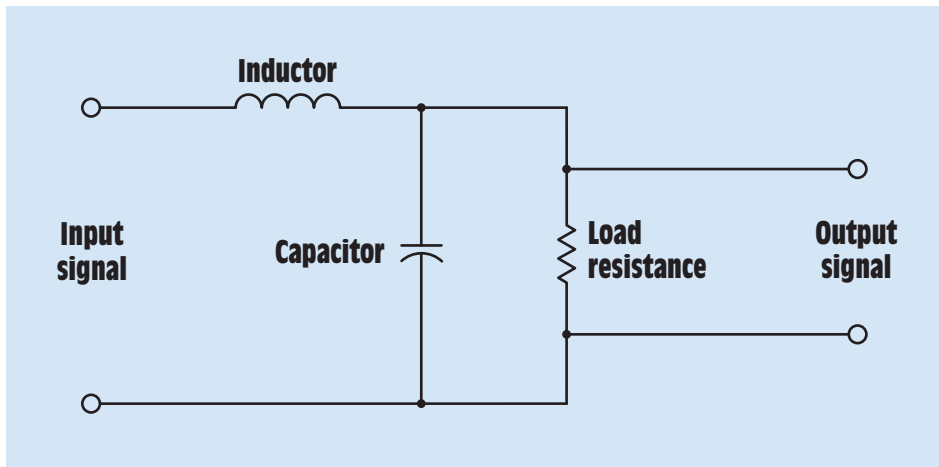 Inductor
Input
signal
Capacitor
Load
resistance
Output
signal